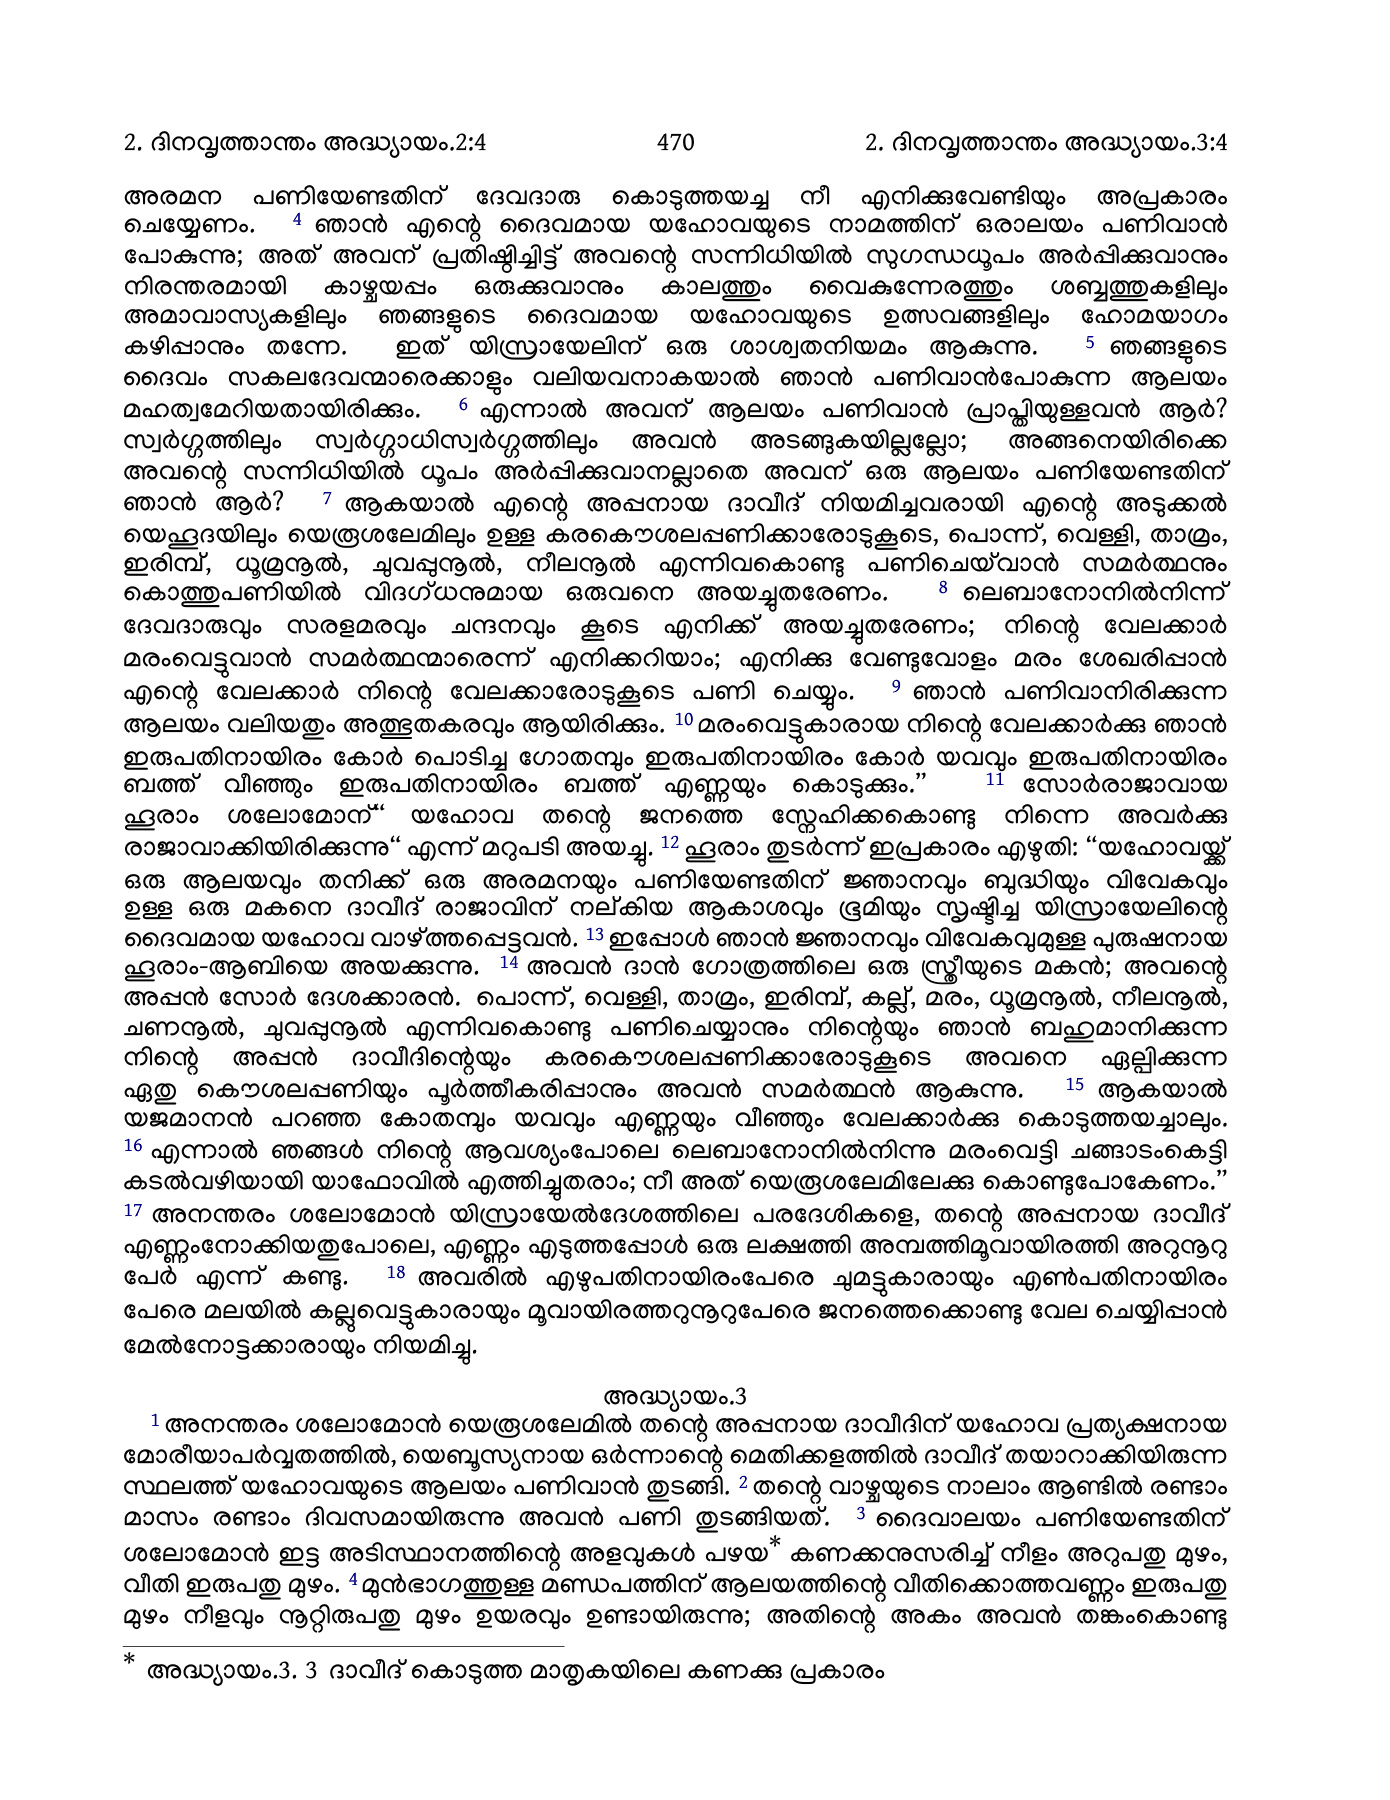 2. ദിനവൃത്താന്തം അദ്ധ്യായം.2:4 470 2. ദിനവൃത്താന്തം അദ്ധ്യായം.3:4
അരമന പണിയേണ്ടതിന് ദേവദാരു കൊടുത്തയച്ച നീ എനിക്കുവേണ്ടിയും അപ്രകാരം
ചെയ്യേണം. 4 ഞാൻ എന്റെ ദൈവമായ യഹോവയുടെ നാമത്തിന് ഒരാലയം പണിവാൻ
പോകുന്നു; അത് അവന് പ്രതിഷ്ഠിച്ചിട്ട് അവന്റെ സന്നിധിയിൽ സുഗന്ധധൂപം അർപ്പിക്കുവാനും
നിരന്തരമായി കാഴ്ചയപ്പം ഒരുക്കുവാനും കാലത്തും വൈകുന്നേരത്തും ശബ്ബത്തുകളിലും
അമാവാസ്യകളിലും ഞങ്ങളുടെ ദൈവമായ യഹോവയുടെ ഉത്സവങ്ങളിലും ഹോമയാഗം
കഴിപ്പാനും തന്നേ. ഇത് യിസ്രായേലിന് ഒരു ശാശ്വതനിയമം ആകുന്നു. 5 ഞങ്ങളുടെ
ദൈവം സകലദേവന്മാരെക്കാളും വലിയവനാകയാൽ ഞാൻ പണിവാൻപോകുന്ന ആലയം
മഹത്വമേറിയതായിരിക്കും. 6 എന്നാൽ അവന് ആലയം പണിവാൻ പ്രാപ്തിയുള്ളവൻ ആർ?
സ്വർഗ്ഗത്തിലും സ്വർഗ്ഗാധിസ്വർഗ്ഗത്തിലും അവൻ അടങ്ങുകയില്ലല്ലോ; അങ്ങനെയിരിക്കെ
അവന്റെ സന്നിധിയിൽ ധൂപം അർപ്പിക്കുവാനല്ലാതെ അവന് ഒരു ആലയം പണിയേണ്ടതിന്
ഞാൻ ആർ? 7 ആകയാൽ എന്റെ അപ്പനായ ദാവീദ് നിയമിച്ചവരായി എന്റെ അടുക്കൽ
യെഹൂദയിലും യെരൂശലേമിലും ഉള്ള കരകൌശലപ്പണിക്കാരോടുകൂടെ, പൊന്ന്, വെള്ളി, താമ്രം,
ഇരിമ്പ്, ധൂമ്രനൂൽ, ചുവപ്പുനൂൽ, നീലനൂൽ എന്നിവകൊണ്ടു പണിചെയ്‌വാൻ സമർത്ഥനും
കൊത്തുപണിയിൽ വിദഗ്ധനുമായ ഒരുവനെ അയച്ചുതരേണം. 8 ലെബാനോനിൽനിന്ന്
ദേവദാരുവും സരളമരവും ചന്ദനവും കൂടെ എനിക്ക് അയച്ചുതരേണം; നിന്റെ വേലക്കാർ
മരംവെട്ടുവാൻ സമർത്ഥന്മാരെന്ന് എനിക്കറിയാം; എനിക്കു വേണ്ടുവോളം മരം ശേഖരിപ്പാൻ
എന്റെ വേലക്കാർ നിന്റെ വേലക്കാരോടുകൂടെ പണി ചെയ്യും. 9 ഞാൻ പണിവാനിരിക്കുന്ന
ആലയം വലിയതും അത്ഭുതകരവും ആയിരിക്കും. 10 മരംവെട്ടുകാരായ നിന്റെ വേലക്കാർക്കു ഞാൻ
ഇരുപതിനായിരം കോർ പൊടിച്ച ഗോതമ്പും ഇരുപതിനായിരം കോർ യവവും ഇരുപതിനായിരം
ബത്ത് വീഞ്ഞും ഇരുപതിനായിരം ബത്ത് എണ്ണയും കൊടുക്കും.” 11 സോർരാജാവായ
ഹൂരാം ശലോമോന്“ യഹോവ തന്റെ ജനത്തെ സ്നേഹിക്കകൊണ്ടു നിന്നെ അവർക്കു
രാജാവാക്കിയിരിക്കുന്നു“ എന്ന് മറുപടി അയച്ചു. 12 ഹൂരാം തുടർന്ന് ഇപ്രകാരം എഴുതി: “യഹോവയ്ക്ക്
ഒരു ആലയവും തനിക്ക് ഒരു അരമനയും പണിയേണ്ടതിന് ജ്ഞാനവും ബുദ്ധിയും വിവേകവും
ഉള്ള ഒരു മകനെ ദാവീദ് രാജാവിന് നല്കിയ ആകാശവും ഭൂമിയും സൃഷ്ടിച്ച യിസ്രായേലിന്റെ
ദൈവമായ യഹോവ വാഴ്ത്തപ്പെട്ടവൻ. 13 ഇപ്പോൾ ഞാൻ ജ്ഞാനവും വിവേകവുമുള്ള പുരുഷനായ
ഹൂരാം-ആബിയെ അയക്കുന്നു. 14 അവൻ ദാൻ ഗോത്രത്തിലെ ഒരു സ്ത്രീയുടെ മകൻ; അവന്റെ
അപ്പൻ സോർ ദേശക്കാരൻ. പൊന്ന്, വെള്ളി, താമ്രം, ഇരിമ്പ്, കല്ല്, മരം, ധൂമ്രനൂൽ, നീലനൂൽ,
ചണനൂൽ, ചുവപ്പുനൂൽ എന്നിവകൊണ്ടു പണിചെയ്യാനും നിന്റെയും ഞാൻ ബഹുമാനിക്കുന്ന
നിന്റെ അപ്പൻ ദാവീദിന്റെയും കരകൌശലപ്പണിക്കാരോടുകൂടെ അവനെ ഏല്പിക്കുന്ന
ഏതു കൌശലപ്പണിയും പൂർത്തീകരിപ്പാനും അവൻ സമർത്ഥൻ ആകുന്നു. 15 ആകയാൽ
യജമാനൻ പറഞ്ഞ കോതമ്പും യവവും എണ്ണയും വീഞ്ഞും വേലക്കാർക്കു കൊടുത്തയച്ചാലും.
16 എന്നാൽ ഞങ്ങൾ നിന്റെ ആവശ്യംപോലെ ലെബാനോനിൽനിന്നു മരംവെട്ടി ചങ്ങാടംകെട്ടി
കടൽവഴിയായി യാഫോവിൽ എത്തിച്ചുതരാം; നീ അത് യെരൂശലേമിലേക്കു കൊണ്ടുപോകേണം.”
17 അനന്തരം ശലോമോൻ യിസ്രായേൽദേശത്തിലെ പരദേശികളെ, തന്റെ അപ്പനായ ദാവീദ്
എണ്ണംനോക്കിയതുപോലെ, എണ്ണം എടുത്തപ്പോൾ ഒരു ലക്ഷത്തി അമ്പത്തിമൂവായിരത്തി അറുനൂറു
പേർ എന്ന് കണ്ടു. 18 അവരിൽ എഴുപതിനായിരംപേരെ ചുമട്ടുകാരായും എൺപതിനായിരം
പേരെ മലയിൽ കല്ലുവെട്ടുകാരായും മൂവായിരത്തറുനൂറുപേരെ ജനത്തെക്കൊണ്ടു വേല ചെയ്യിപ്പാൻ
മേൽനോട്ടക്കാരായും നിയമിച്ചു.
അദ്ധ്യായം.3
1 അനന്തരം ശലോമോൻ യെരൂശലേമിൽ തന്റെ അപ്പനായ ദാവീദിന് യഹോവ പ്രത്യക്ഷനായ
മോരീയാപർവ്വതത്തിൽ, യെബൂസ്യനായ ഒർന്നാന്റെ മെതിക്കളത്തിൽ ദാവീദ് തയാറാക്കിയിരുന്ന
സ്ഥലത്ത് യഹോവയുടെ ആലയം പണിവാൻ തുടങ്ങി. 2 തന്റെ വാഴ്ചയുടെ നാലാം ആണ്ടിൽ രണ്ടാം
മാസം രണ്ടാം ദിവസമായിരുന്നു അവൻ പണി തുടങ്ങിയത്. 3 ദൈവാലയം പണിയേണ്ടതിന്
ശലോമോൻ ഇട്ട അടിസ്ഥാനത്തിന്റെ അളവുകൾ പഴയ* കണക്കനുസരിച്ച് നീളം അറുപതു മുഴം,
വീതി ഇരുപതു മുഴം. 4 മുൻഭാഗത്തുള്ള മണ്ഡപത്തിന് ആലയത്തിന്റെ വീതിക്കൊത്തവണ്ണം ഇരുപതു
മുഴം നീളവും നൂറ്റിരുപതു മുഴം ഉയരവും ഉണ്ടായിരുന്നു; അതിന്റെ അകം അവൻ തങ്കംകൊണ്ടു
* അദ്ധ്യായം.3. 3 ദാവീദ് കൊടുത്ത മാതൃകയിലെ കണക്കു പ്രകാരം